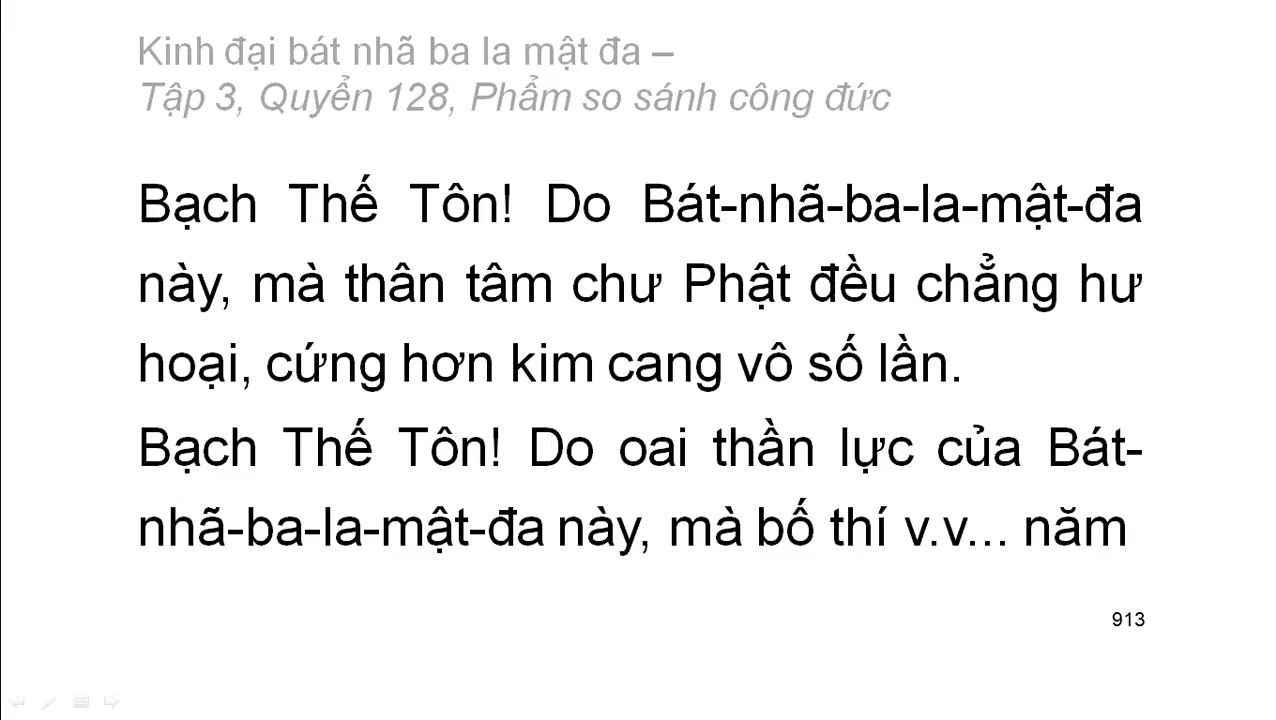 Kinh đại bát nhã ba la mật đa –
Tập 3, Quyển 128, Phẩm so sánh công đức
Bạch Thế Tôn! Do Bát-nhã-ba-la-mật-đa
này, mà thân tâm chư Phật đều chẳng hư
hoại, cứng hơn kim cang vô số lần.
Bạch Thế Tôn! Do oai thần lực của Bát-
nhã-ba-la-mật-đa này, mà bố thí v.v... năm
913